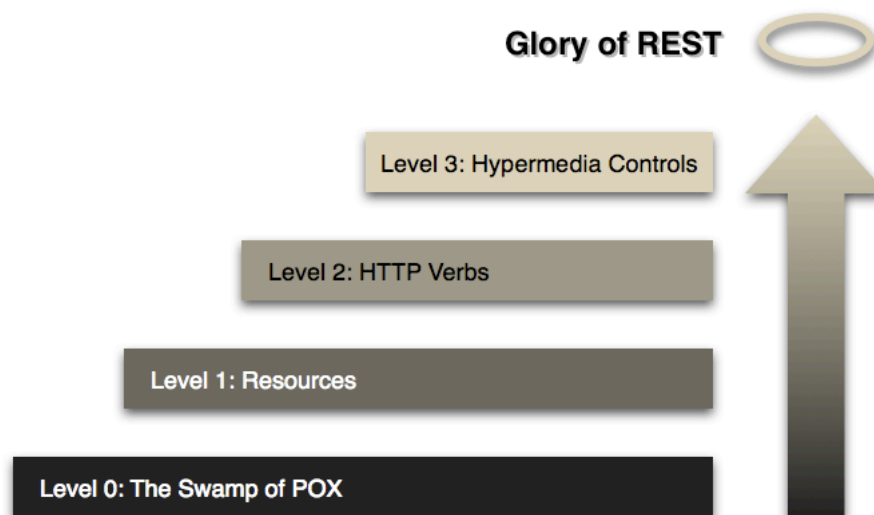 Glory of REST
Level 3: Hypermedia Controls
Level 2: HTTP Verbs
Level 1: Resources
Level 0: The Swamp of POX